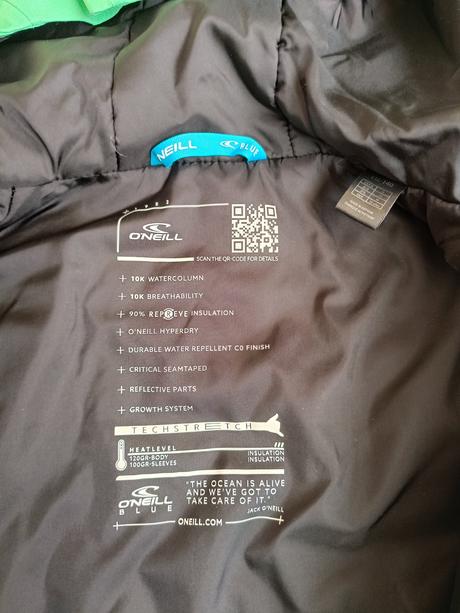 NEILL BLUE
O'NEILL
SCAN THE QR-CODE FOR DETAILS
+ 10K WATERCOLUMN
+ 10K BREATHABILITY
+ 90% REPREVE INSULATION
+ O'NEILL HYPERDRY
+ DURABLE WATER REPELLENT C0 FINISH
+ CRITICAL SEAMTAPED
+ REFLECTIVE PARTS
+ GROWTH SYSTEM
TECHSTRETCH
HEATLEVEL ///
120GR-BODY INSULATION
100GR-SLEEVES INSULATION
O'NEILL
BLUE
"THE OCEAN IS ALIVE
AND WE'VE GOT TO
TAKE CARE OF IT."
JACK O'NEILL
ONEILL.COM